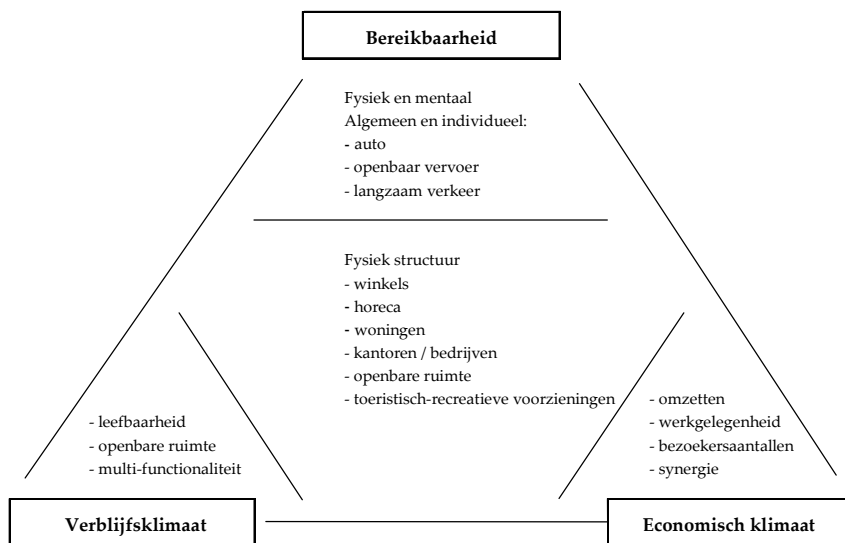 Bereikbaarheid
Fysiek en mentaal
Algemeen en individueel:
- auto
- openbaar vervoer
- langzaam verkeer
Fysiek structuur
- winkels
- horeca
- woningen
- kantoren / bedrijven
- openbare ruimte
- toeristisch-recreatieve voorzieningen
- leefbaarheid
- openbare ruimte
- multi-functionaliteit
- omzetten
- werkgelegenheid
- bezoekersaantallen
- synergie
Verblijfsklimaat
Economisch klimaat